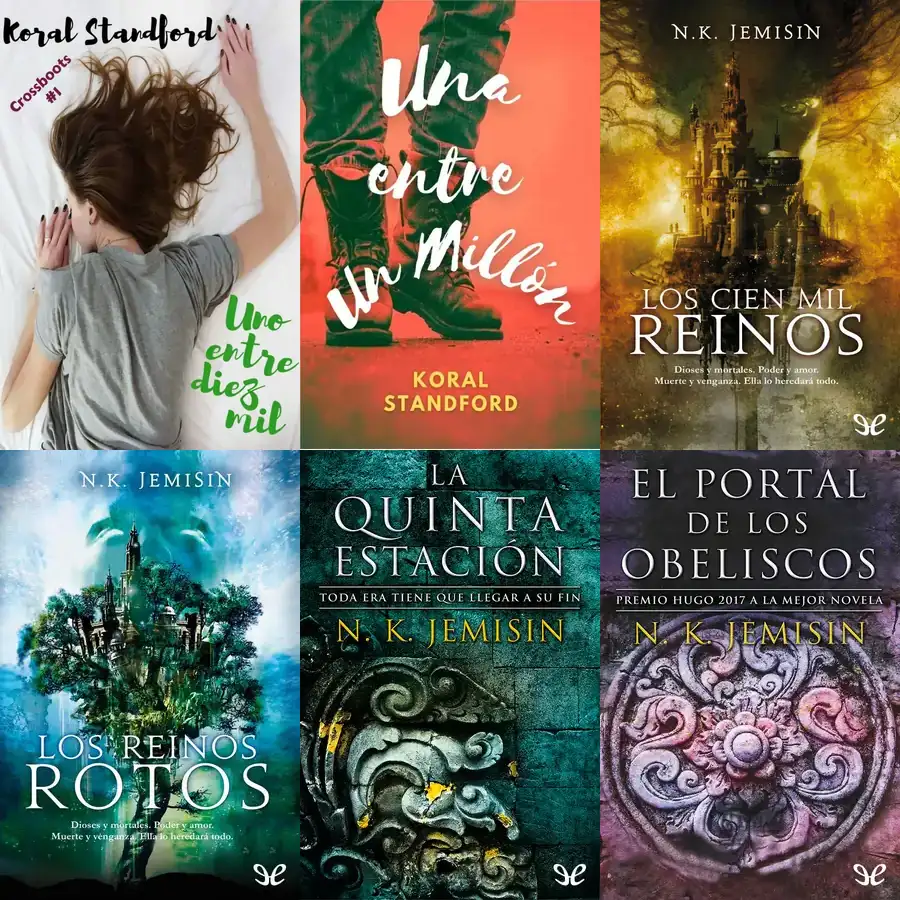 Koral Standford
Crossboots
#1
Uno
entre
diez
mil
Una
entre
Un Millón
KORAL
STANDFORD
N.K. JEMISIN
LOS CIEN MIL
REINOS
Dioses y mortales. Poder y amor.
Muerte y venganza. Ella lo heredará todo.
N.K. JEMISIN
LOS REINOS
ROTOS
Dioses y mortales. Poder y amor.
Muerte y venganza. Ella lo heredará todo.
LA
QUINTA
ESTACIÓN
TODA ERA TIENE QUE LLEGAR A SU FIN
N. K. JEMISIN
EL PORTAL
DE LOS
OBELISCOS
PREMIO HUGO 2017 A LA MEJOR NOVELA
N. K. JEMISIN